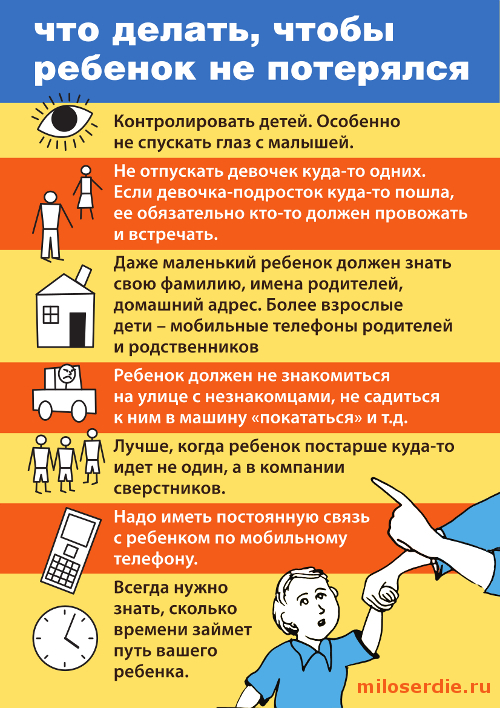 что делать, чтобы
ребенок не потерялся
Контролировать детей. Особенно
не спускать глаз с малышей.
Не отпускать девочек куда-то одних.
Если девочка-подросток куда-то пошла,
ее обязательно кто-то должен провожать
и встречать.
Даже маленький ребенок должен знать
свою фамилию, имена родителей,
домашний адрес. Более взрослые
дети – мобильные телефоны родителей
и родственников
Ребенок должен не знакомиться
на улице с незнакомцами, не садиться
к ним в машину «покататься» и т.д.
Лучше, когда ребенок постарше куда-то
идет не один, а в компании
сверстников.
Надо иметь постоянную связь
с ребенком по мобильному
телефону.
Всегда нужно
знать, сколько
времени займет
путь вашего
ребенка.
miloserdie.ru